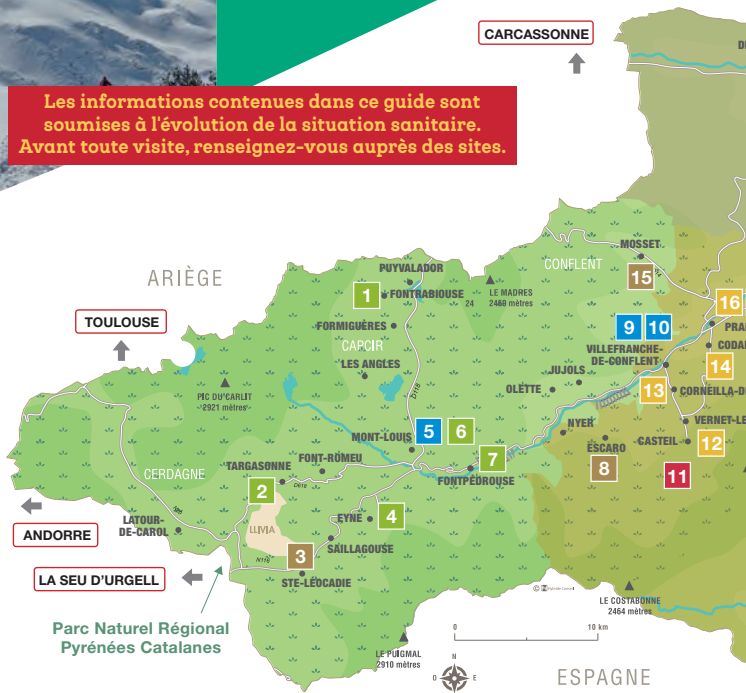 CARCASSONNE
Les informations contenues dans ce guide sont
soumises à l'évolution de la situation sanitaire.
Avant toute visite, renseignez-vous auprès des sites.
MOSSET
CONFLENT
15
ARIÈGE
PUYVALADOR
1
FONTRABIOUSE
LE MADRES
2469 mètres
24
16
TOULOUSE
FORMIGUÈRES
CAPCIR
9 10
PRA
VILLEFRANCHE-
DE-CONFLENT
CODA
LES ANGLES
14
JUJOLS
PIC DU CARLIT
2921 mètres
OLETTE
13
CORNEILLA-D
D118
NYER
VERNET-LE
MONT-LOUIS
5
6
ESCARO
CASTEIL
12
FONT-ROMEU
7
CERDAGNE
TARGASONNE
FONTPÉDROUSE
8
11
2
D618
EYNE
4
LATOUR-
DE-CAROL
LLIVIA
ANDORRE
SAILLAGOUSE
3
N116
STE-LÉOCADIE
LA SEU D'URGELL
LE COSTABONNE
2464 mètres
Parc Naturel Régional
Pyrénées Catalanes
0
10 km
LE PUIGMAL
2910 mètres
N
O
E
S
ESPAGNE